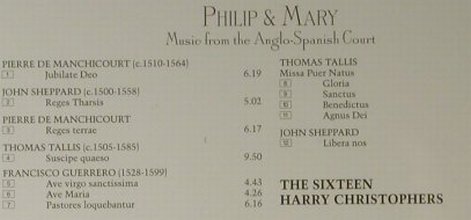 PHILIP & MARY
Music from the Anglo-Spanish Court
PIERRE DE MANCHICOURT (c.1510-1564)
1 Jubilate Deo 6.19
JOHN SHEPPARD (c.1500-1558)
2 Reges Tharsis 5.02
PIERRE DE MANCHICOURT
3 Reges terrae 6.17
THOMAS TALLIS (c.1505-1585)
4 Suscipe quaeso 9.50
FRANCISCO GUERRERO (1528-1599)
5 Ave virgo sanctissima 4.43
6 Ave Maria 4.26
7 Pastores loquebantur 6.16
THOMAS TALLIS
Missa Puer Natus
8 Gloria
9 Sanctus
10 Benedictus
11 Agnus Dei
JOHN SHEPPARD
12 Libera nos
THE SIXTEEN
HARRY CHRISTOPHERS